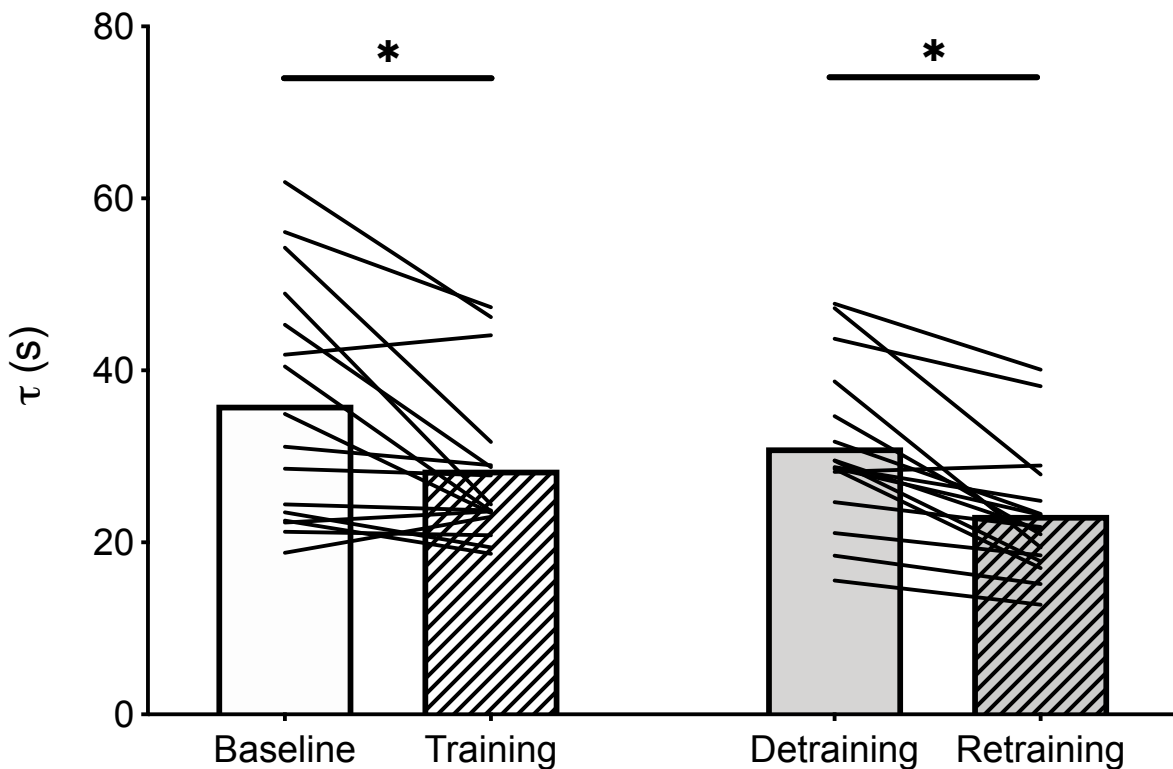 80
60
40
20
0
τ (s)
*
*
Baseline
Training
Detraining
Retraining